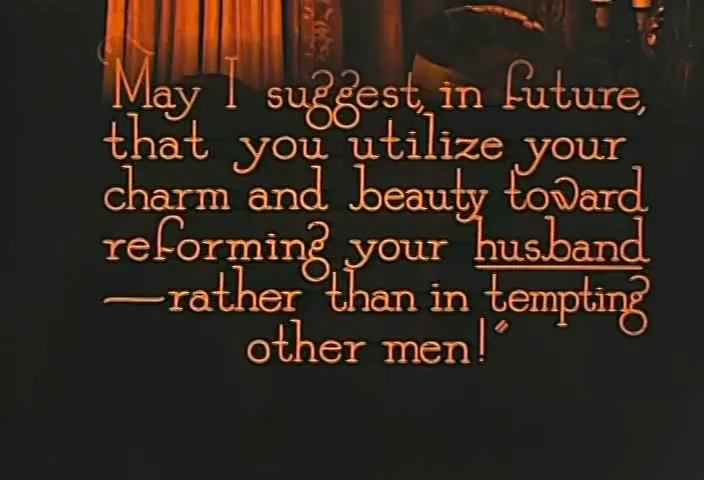 "May I suggest, in future,
that you utilize your
charm and beauty toward
reforming your husband
—rather than in tempting
other men!"